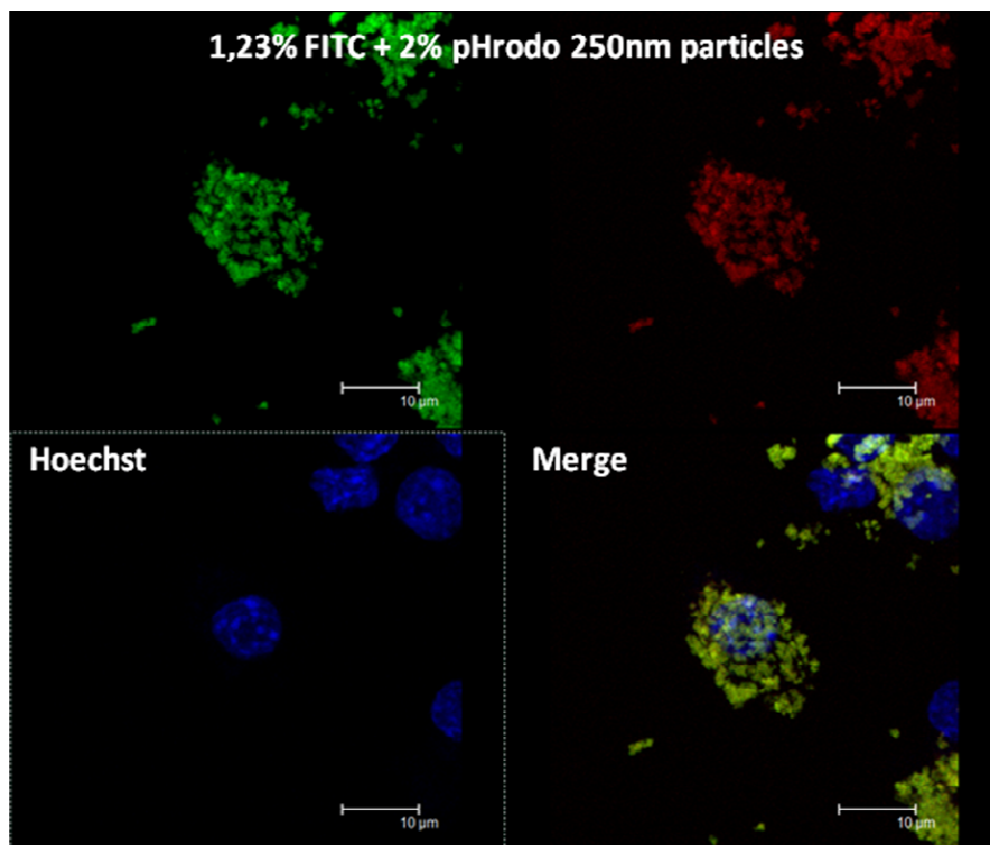 1,23% FITC + 2% pHrodo 250nm particles
10 µm
10 µm
Hoechst
Merge
10 µm
10 µm